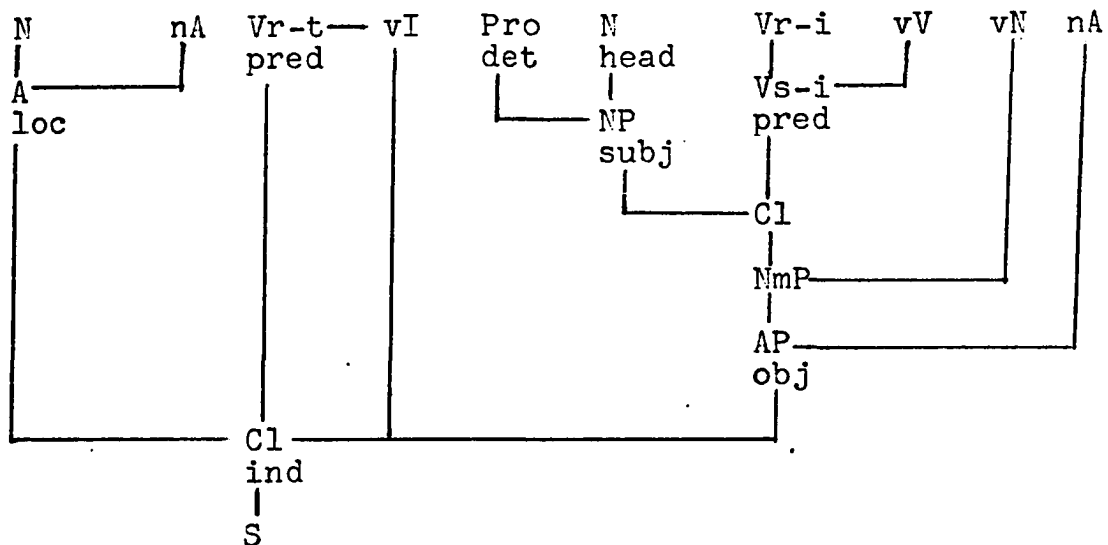 N nA Vr-t vI Pro N Vr-i vV vN nA
pred det head
A Vs-i
loc NP pred
subj
Cl
NmP
AP
obj
Cl
ind
S